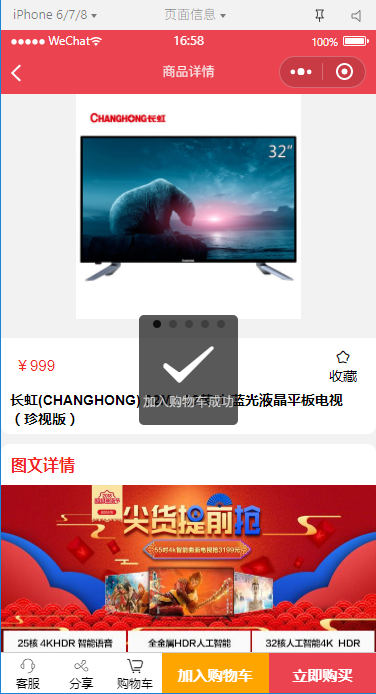 iPhone 6/7/8
页面信息
WeChat
16:58
100%
商品详情
CHANGHONG长虹
32“
加入购物车成功
￥999
收藏
长虹(CHANGHONG)
蓝光液晶平板电视
（珍视版）
图文详情
尖货提前抢
55吋4k智能曲面电视抢3199元
25核 4KHDR 智能语音
全金属HDR人工智能
32核人工智能4K HDR
客服
分享
购物车
加入购物车
立即购买